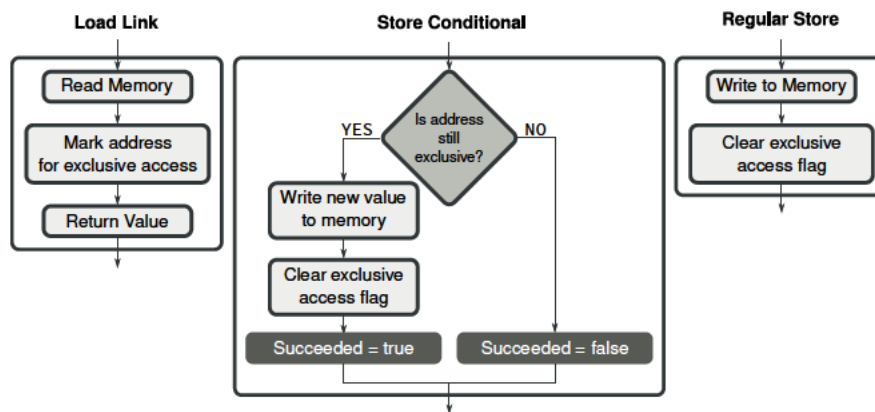 Load Link
Read Memory
Mark address
for exclusive access
Return Value
Store Conditional
Is address
still
exclusive?
YES
NO
Write new value
to memory
Clear exclusive
access flag
Succeeded = true
Succeeded = false
Regular Store
Write to Memory
Clear exclusive
access flag